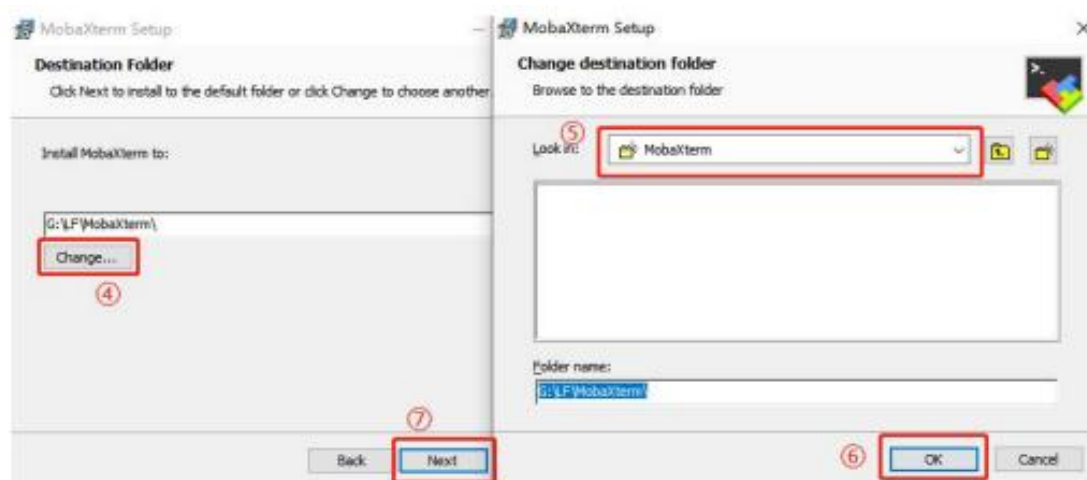 MobaXterm Setup
Destination Folder
Click Next to install to the default folder or click Change to choose another
Install MobaXterm to:
G:\LF\MobaXterm\
Change...
④
⑦
Back
Next
MobaXterm Setup
Change destination folder
Browse to the destination folder
⑤
Look in:
MobaXterm
Folder name:
G:\LF\MobaXterm\
⑥
OK
Cancel